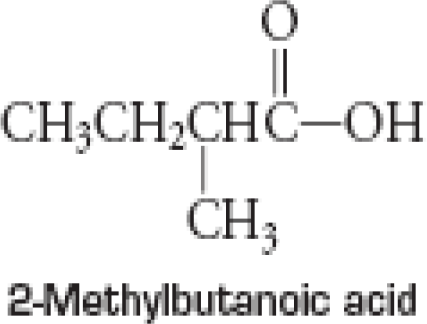 O
CH₃CH₂CHC—OH
CH₃
2-Methylbutanoic acid